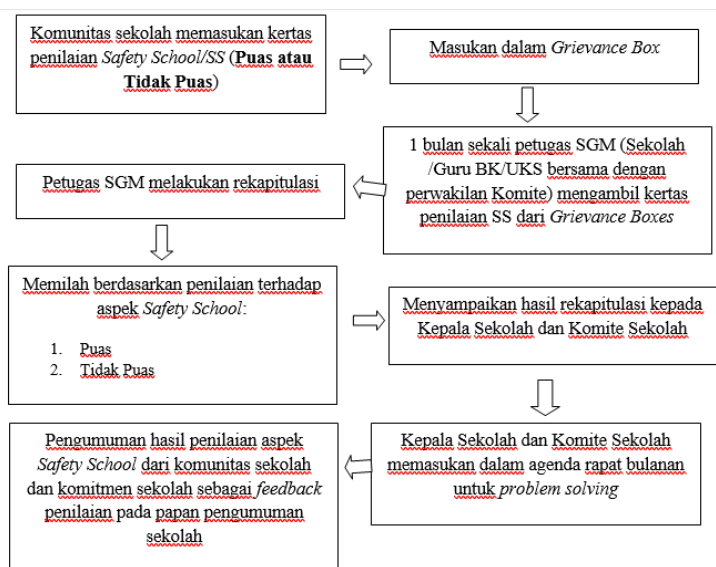 Komunitas sekolah memasukan kertas
penilaian Safety School/SS (Puas atau
Tidak Puas)
Masukan dalam Grievance Box
1 bulan sekali petugas SGM (Sekolah
/Guru BK/UKS bersama dengan
perwakilan Komite) mengambil kertas
penilaian SS dari Grievance Boxes
Petugas SGM melakukan rekapitulasi
Memilah berdasarkan penilaian terhadap
aspek Safety School:
1. Puas
2. Tidak Puas
Menyampaikan hasil rekapitulasi kepada
Kepala Sekolah dan Komite Sekolah
Kepala Sekolah dan Komite Sekolah
memasukan dalam agenda rapat bulanan
untuk problem solving
Pengumuman hasil penilaian aspek
Safety School dari komunitas sekolah
dan komitmen sekolah sebagai feedback
penilaian pada papan pengumuman
sekolah